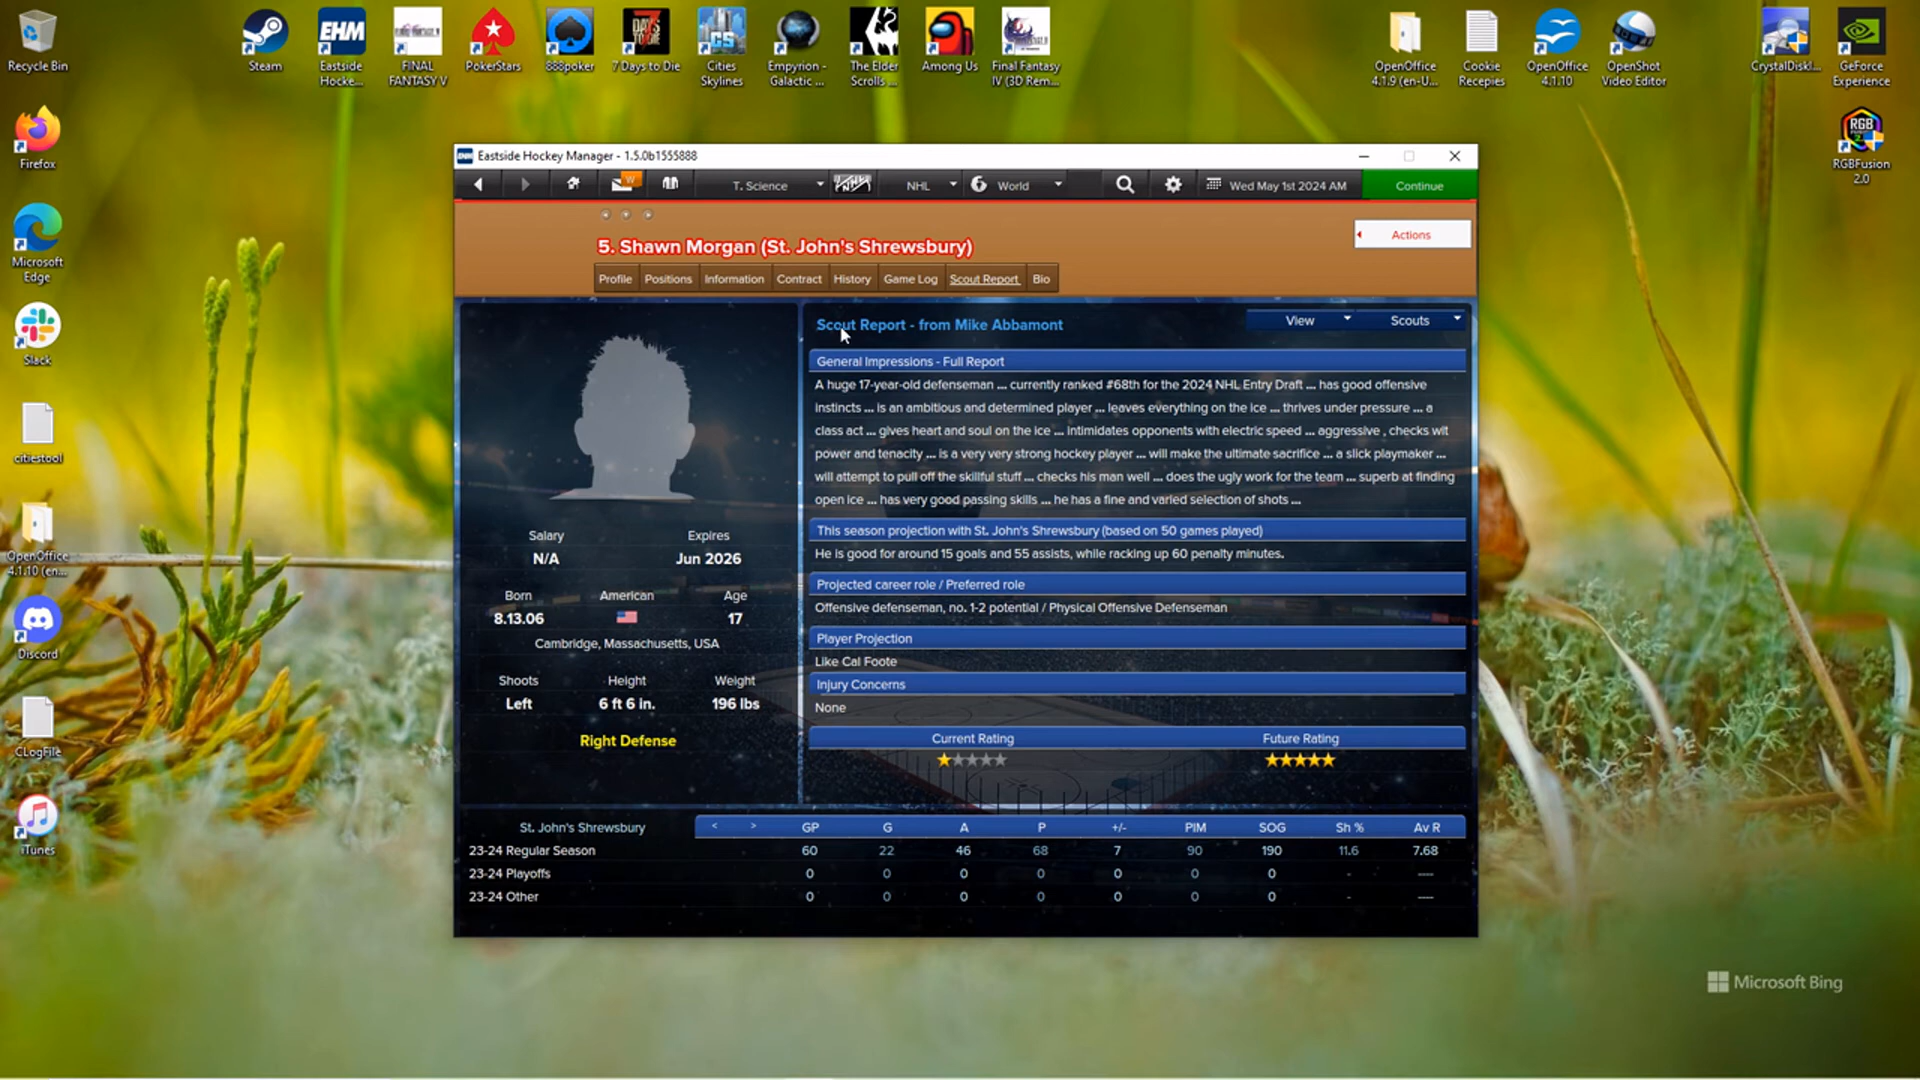 Recycle Bin
Steam
Eastside Hocke...
FINAL FANTASY V
PokerStars
888poker
7 Days to Die
Cities Skylines
Empyrion - Galactic ...
The Elder Scrolls ...
Among Us
Final Fantasy IV (3D Rem...
OpenOffice 4.1.9 (en-U...
Cookie Recepies
OpenOffice 4.1.10
OpenShot Video Editor
CrystalDiskI...
GeForce Experience
Firefox
RGBFusion 2.0
Microsoft Edge
Slack
citiestool
OpenOffice 4.1.10 (en...
Discord
CLogFile
iTunes
Eastside Hockey Manager - 1.5.0b1555888
T. Science
NHL
World
Wed May 1st 2024 AM
Continue
5. Shawn Morgan (St. John's Shrewsbury)
Actions
Profile Positions Information Contract History Game Log Scout Report Bio
Scout Report - from Mike Abbamont
View
Scouts
General Impressions - Full Report
A huge 17-year-old defenseman ... currently ranked #68th for the 2024 NHL Entry Draft ... has good offensive
instincts ... is an ambitious and determined player ... leaves everything on the ice ... thrives under pressure ... a
class act ... gives heart and soul on the ice ... intimidates opponents with electric speed ... aggressive , checks wit
power and tenacity ... is a very very strong hockey player ... will make the ultimate sacrifice ... a slick playmaker ...
will attempt to pull off the skillful stuff ... checks his man well ... does the ugly work for the team ... superb at finding
open ice ... has very good passing skills ... he has a fine and varied selection of shots ...
This season projection with St. John's Shrewsbury (based on 50 games played)
He is good for around 15 goals and 55 assists, while racking up 60 penalty minutes.
Projected career role / Preferred role
Offensive defenseman, no. 1-2 potential / Physical Offensive Defenseman
Player Projection
Like Cal Foote
Injury Concerns
None
Current Rating Future Rating
Salary Expires
N/A Jun 2026
Born American Age
8.13.06 17
Cambridge, Massachusetts, USA
Shoots Height Weight
Left 6 ft 6 in. 196 lbs
Right Defense
St. John's Shrewsbury < > GP G A P +/- PIM SOG Sh % Av R
23-24 Regular Season 60 22 46 68 7 90 190 11.6 7.68
23-24 Playoffs 0 0 0 0 0 0 0 - ----
23-24 Other 0 0 0 0 0 0 0 - ----
Microsoft Bing